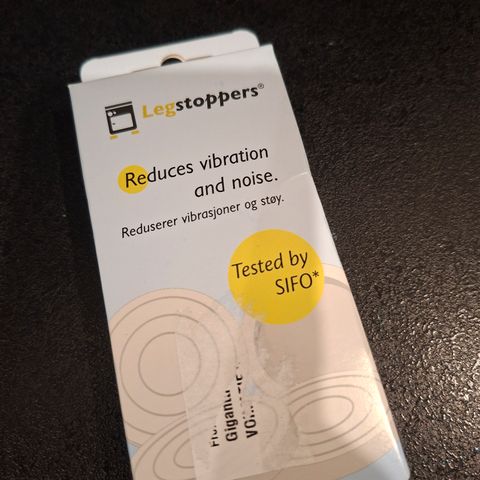 Legstoppers®
Reduces vibration
and noise.
Reduserer vibrasjoner og støy.
Tested by
SIFO*